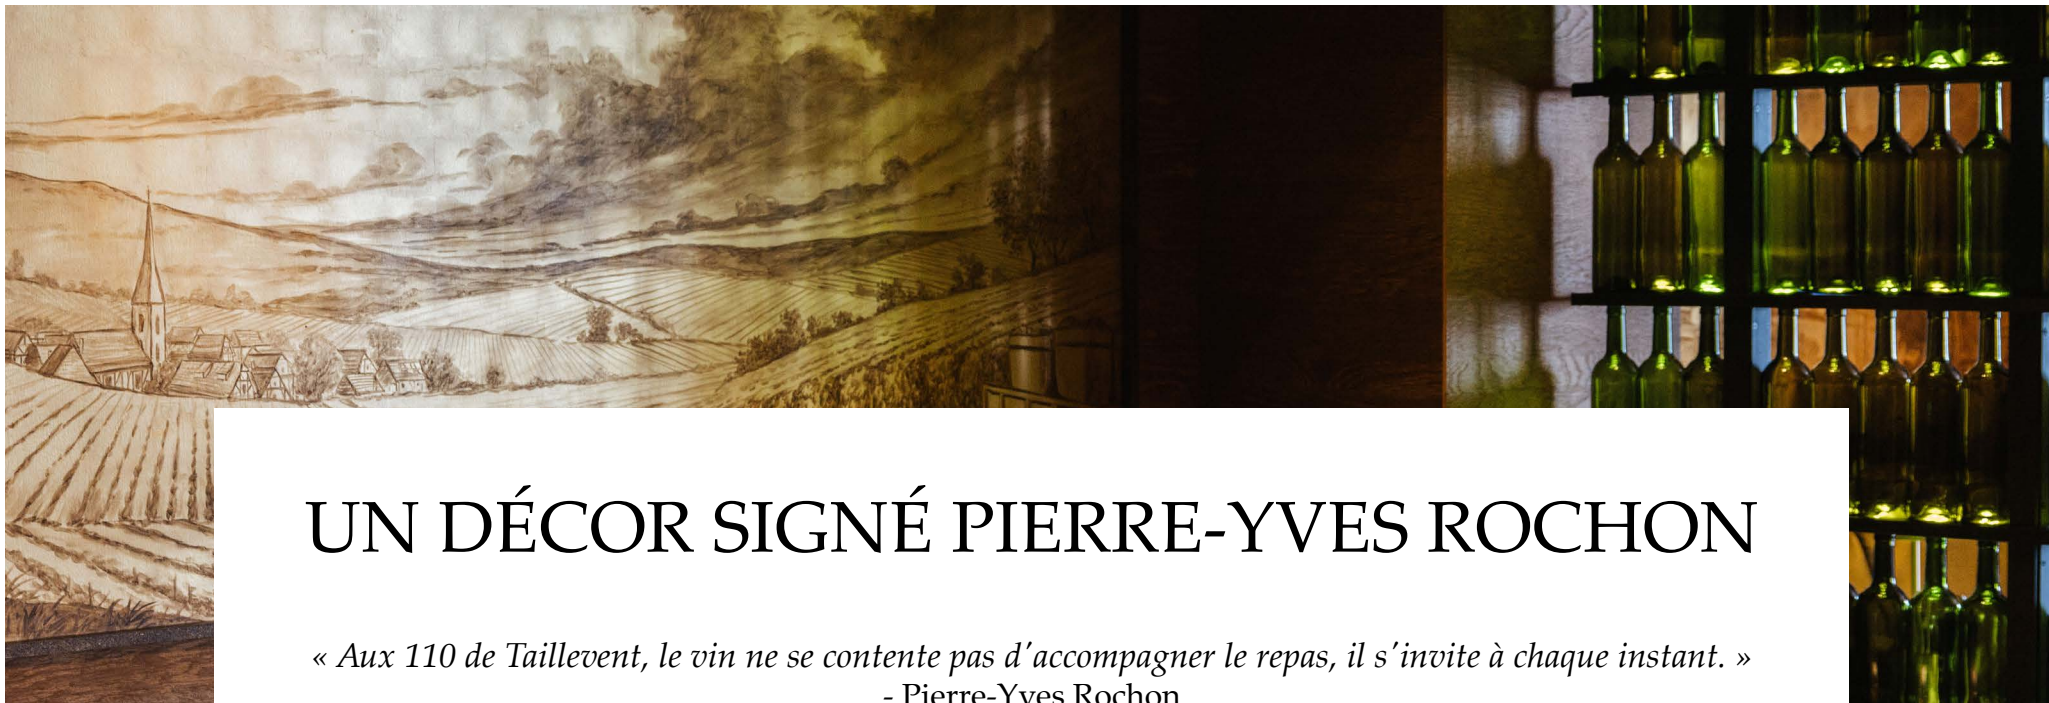 UN DÉCOR SIGNÉ PIERRE-YVES ROCHON
« Aux 110 de Taillevent, le vin ne se contente pas d'accompagner le repas, il s'invite à chaque instant. »
- Pierre-Yves Rochon